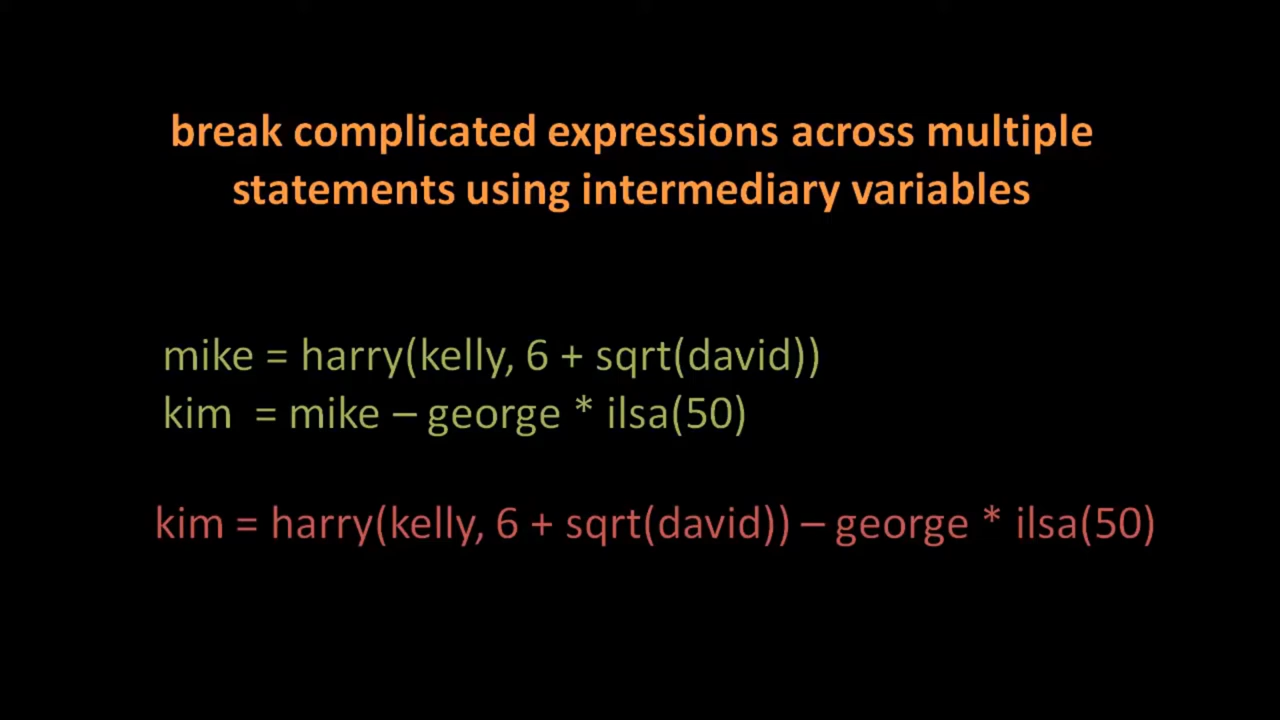 break complicated expressions across multiple
statements using intermediary variables
mike = harry(kelly, 6 + sqrt(david))
kim  = mike – george * ilsa(50)
kim = harry(kelly, 6 + sqrt(david)) – george * ilsa(50)